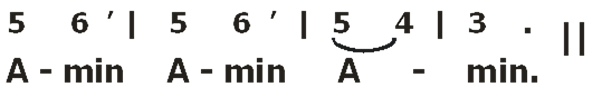 5 6 ′ | 5 6 ′ | 5 4 | 3 . ||
A - min A - min A - min.